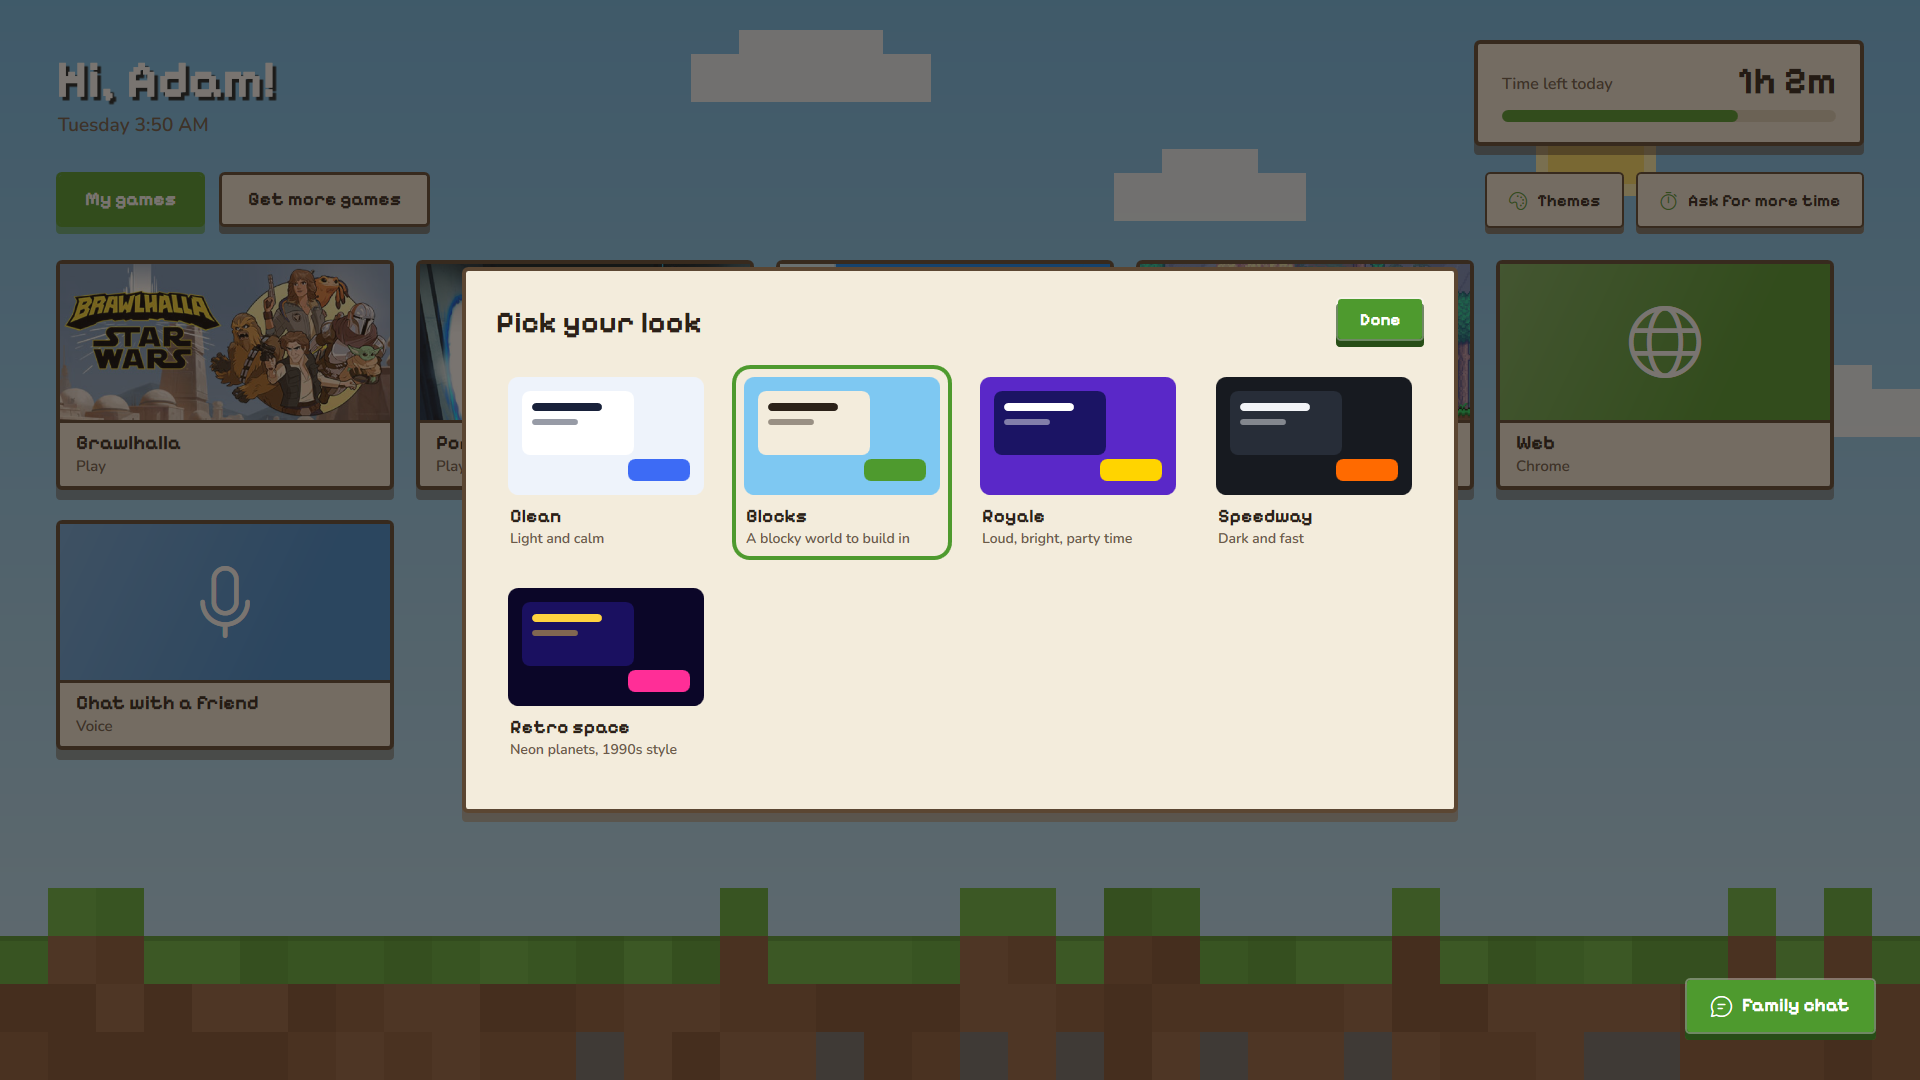 Hi, Adam!
Tuesday 3:50 AM
Time left today
1h 2m
My games
Get more games
Themes
Ask for more time
BRAWLHALLA
STAR
WARS
Brawlhalla
Play
Play
Web
Chrome
Chat with a friend
Voice
Pick your look
Done
Clean
Light and calm
Blocks
A blocky world to build in
Royale
Loud, bright, party time
Speedway
Dark and fast
Retro space
Neon planets, 1990s style
Family chat